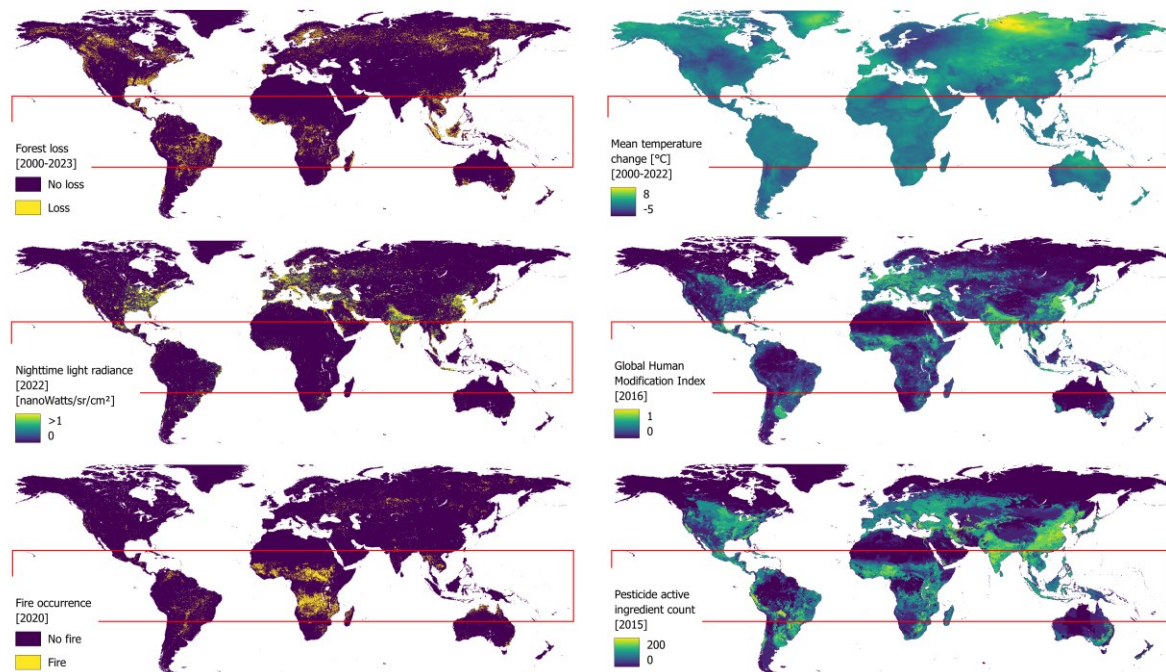 Forest loss
[2000-2023]
No loss
Loss
Mean temperature
change [°C]
[2000-2022]
8
-5
Nighttime light radiance
[2022]
[nanoWatts/sr/cm²]
>1
0
Global Human
Modification Index
[2016]
1
0
Fire occurrence
[2020]
No fire
Fire
Pesticide active
ingredient count
[2015]
200
0